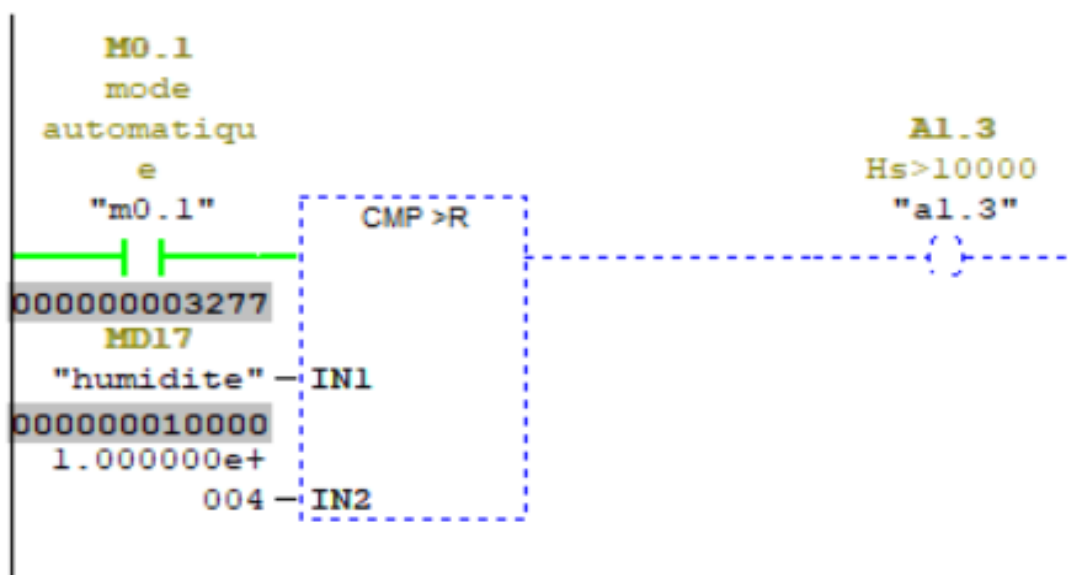 M0.1
mode
automatiqu
e
"m0.1"
000000003277
MD17
"humidite"
IN1
000000010000
1.000000e+
004
IN2
CMP >R
A1.3
Hs>10000
"a1.3"